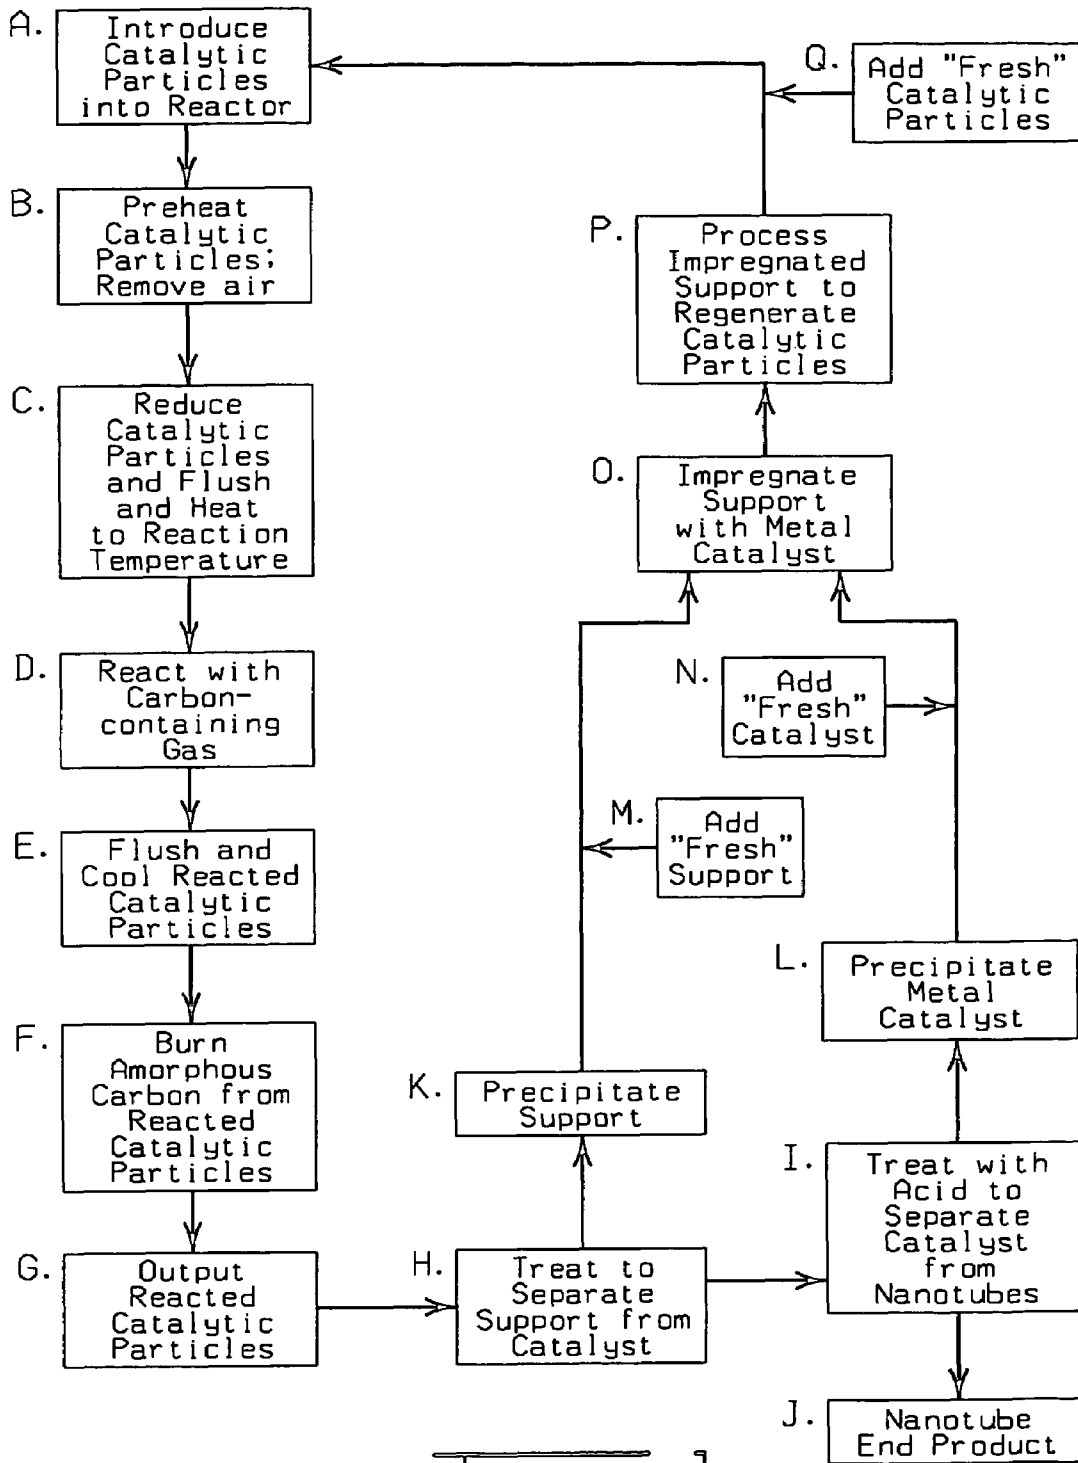 A.
Introduce
Catalytic
Particles
into Reactor
B.
Preheat
Catalytic
Particles;
Remove air
C.
Reduce
Catalytic
Particles
and Flush
and Heat
to Reaction
Temperature
D.
React with
Carbon-
containing
Gas
E.
Flush and
Cool Reacted
Catalytic
Particles
F.
Burn
Amorphous
Carbon from
Reacted
Catalytic
Particles
G.
Output
Reacted
Catalytic
Particles
H.
Treat to
Separate
Support from
Catalyst
I.
Treat with
Acid to
Separate
Catalyst
from
Nanotubes
J.
Nanotube
End Product
K.
Precipitate
Support
L.
Precipitate
Metal
Catalyst
M.
Add
"Fresh"
Support
N.
Add
"Fresh"
Catalyst
O.
Impregnate
Support
with Metal
Catalyst
P.
Process
Impregnated
Support to
Regenerate
Catalytic
Particles
Q.
Add "Fresh"
Catalytic
Particles